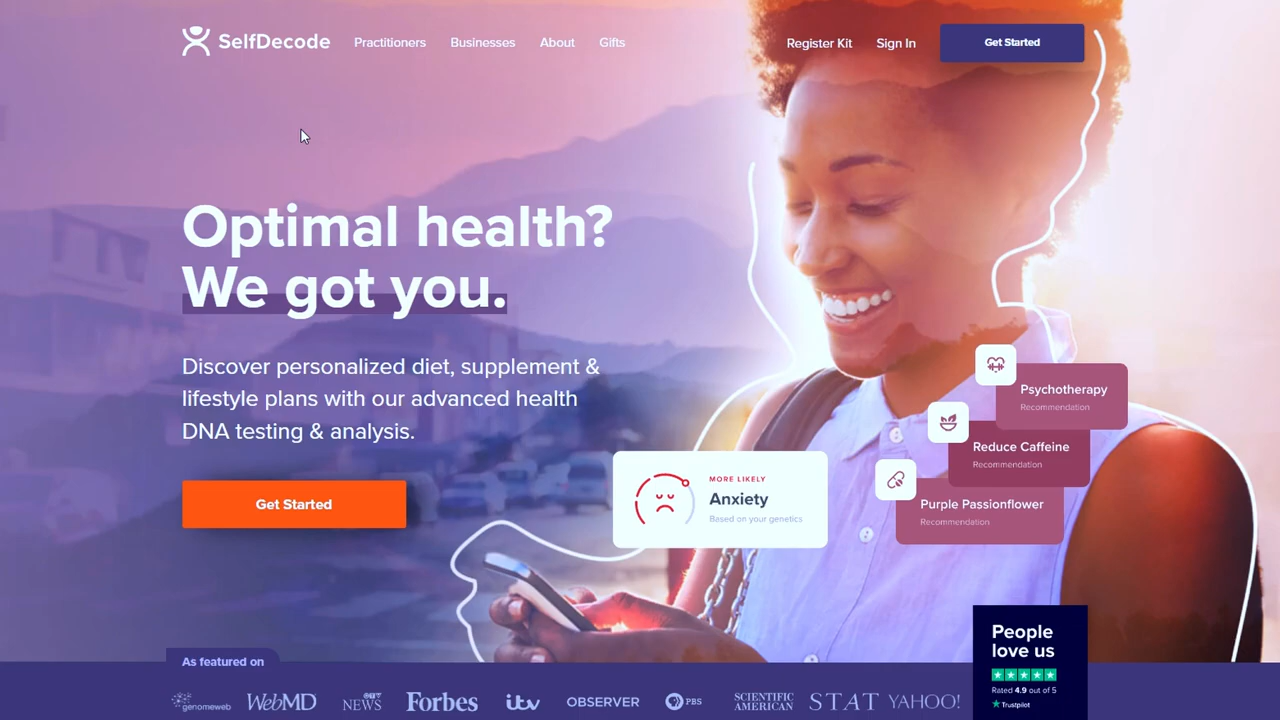 SelfDecode
Practitioners
Businesses
About
Gifts
Register Kit
Sign In
Get Started
Optimal health?
We got you.
Discover personalized diet, supplement &
lifestyle plans with our advanced health
DNA testing & analysis.
Get Started
MORE LIKELY
Anxiety
Based on your genetics
Psychotherapy
Recommendation
Reduce Caffeine
Recommendation
Purple Passionflower
Recommendation
People
love us
Rated 4.9 out of 5
Trustpilot
As featured on
genomeweb
WebMD
NEWS
Forbes
itv
OBSERVER
PBS
SCIENTIFIC
AMERICAN
STAT
YAHOO!